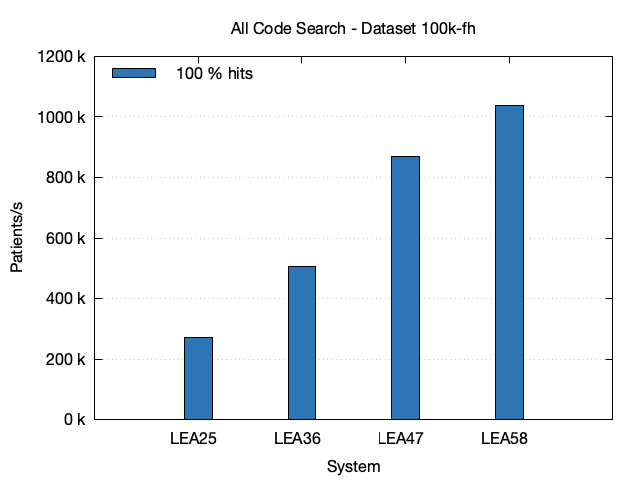 All Code Search - Dataset 100k-fh
1200 k
100 % hits
1000 k
800 k
600 k
400 k
200 k
0 k
Patients/s
LEA25 LEA36 LEA47 LEA58
System